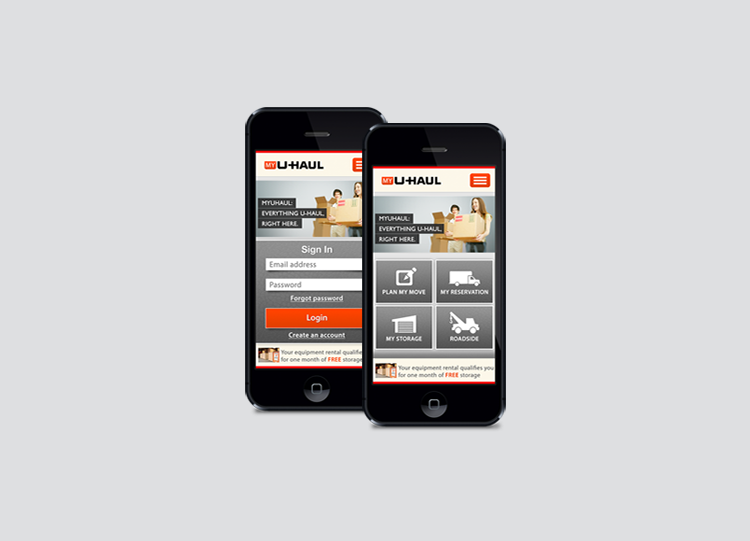 MY U-HAUL
MYUHAUL:
EVERYTHING U-HAUL,
RIGHT HERE.
Sign In
Email address
Password
Forgot password
Login
Create an account
Your equipment rental qualifies
for one month of FREE storage
MY U-HAUL
MYUHAUL:
EVERYTHING U-HAUL,
RIGHT HERE.
PLAN MY MOVE
MY RESERVATION
MY STORAGE
ROADSIDE
Your equipment rental qualifies you
for one month of FREE storage